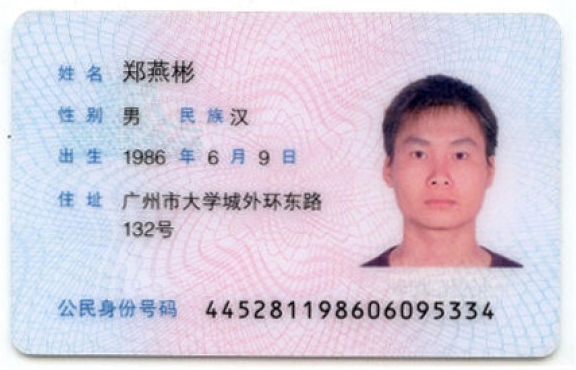 姓名 郑燕彬
性别 男 民族 汉
出生 1986 年 6 月 9 日
住址 广州市大学城外环东路
132号
公民身份号码 445281198606095334